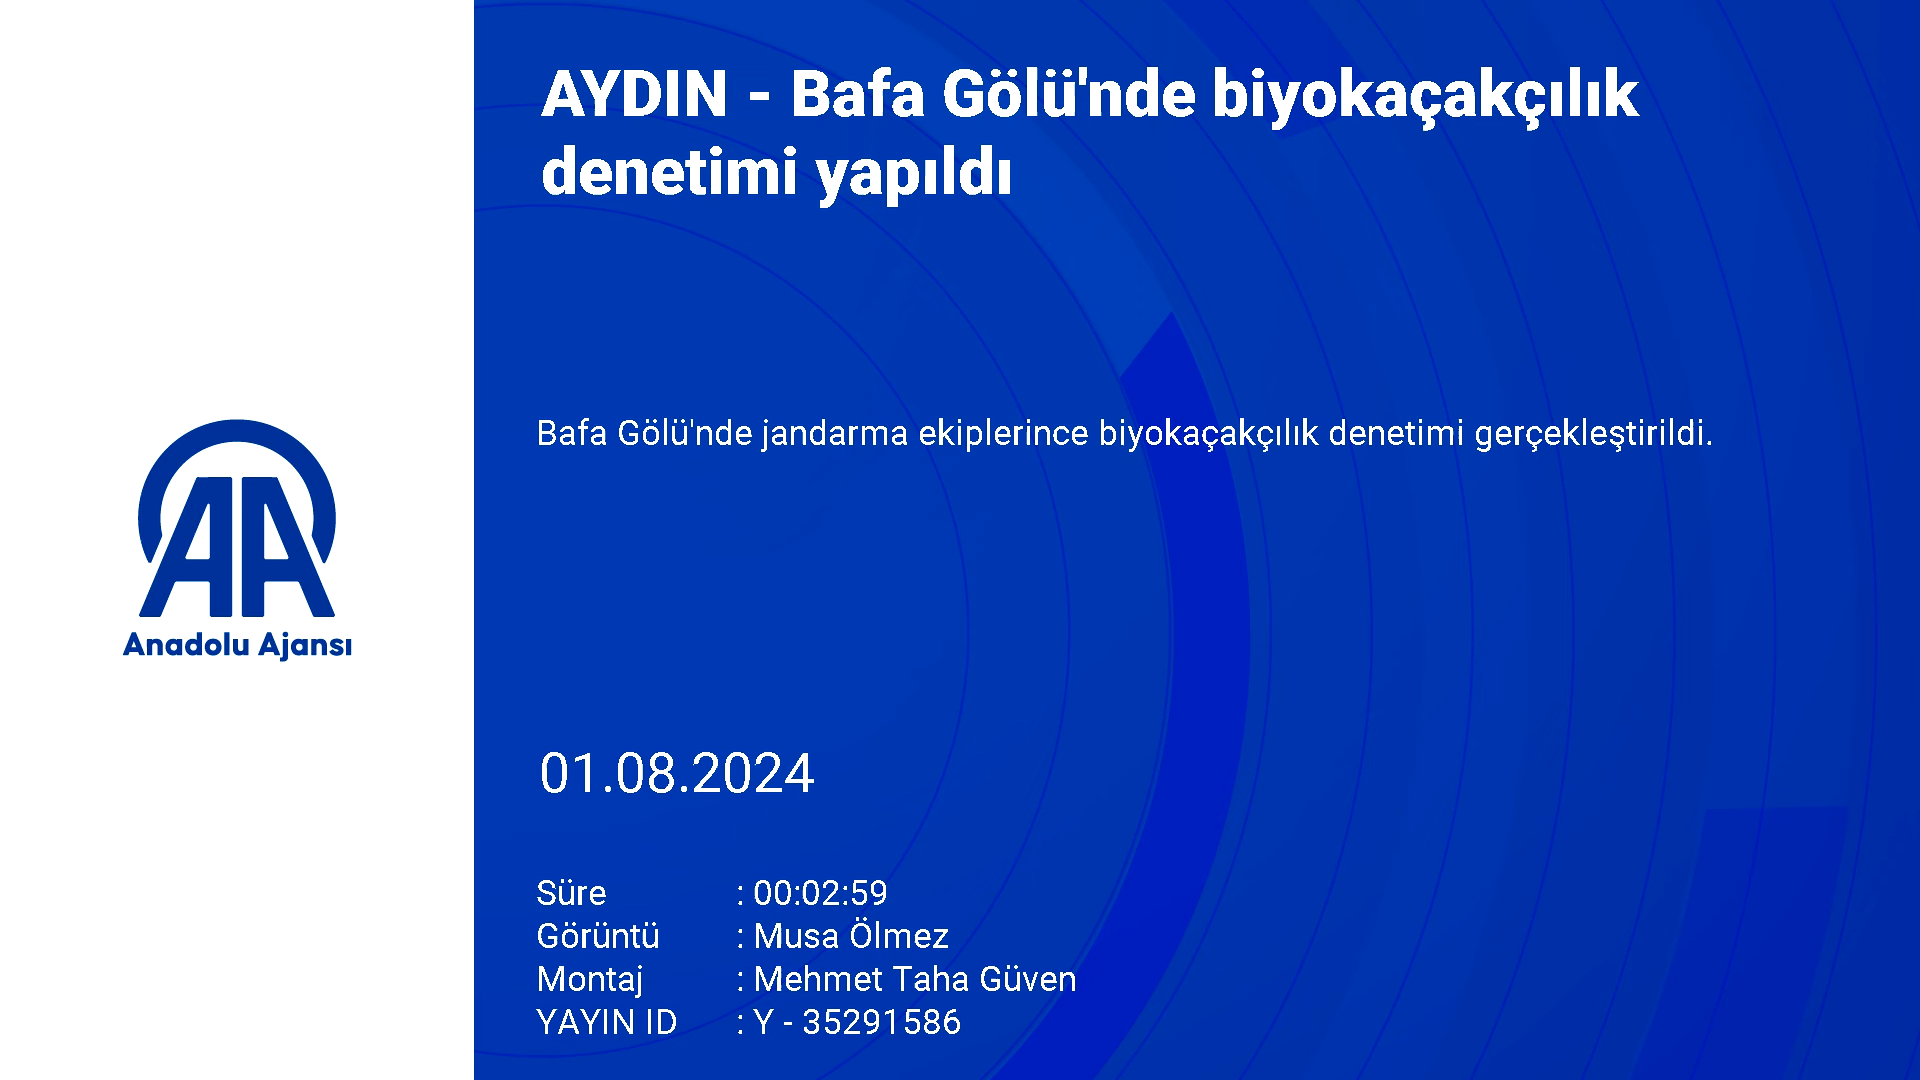 AYDIN - Bafa Gölü'nde biyokaçakçılık
denetimi yapıldı
Bafa Gölü'nde jandarma ekiplerince biyokaçakçılık denetimi gerçekleştirildi.
AA
Anadolu Ajansı
01.08.2024
Süre : 00:02:59
Görüntü : Musa Ölmez
Montaj : Mehmet Taha Güven
YAYIN ID : Y - 35291586